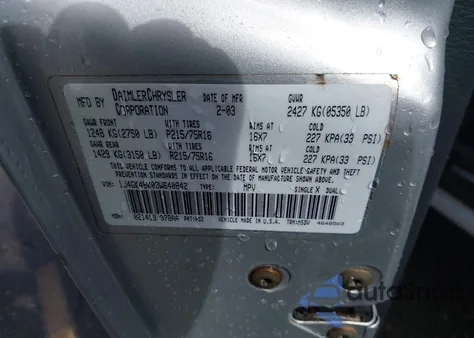 MFD BY DAIMLERCHRYSLER CORPORATION
DATE OF MFR 2-03
GVWR 2427 KG(05350 LB)
GAWR FRONT WITH TIRES RIMS AT COLD
1248 KG(2750 LB) P215/75R16 16X7 227 KPA(33 PSI)
GAWR REAR WITH TIRES RIMS AT COLD
1429 KG(3150 LB) P215/75R16 16X7 227 KPA(33 PSI)
THIS VEHICLE CONFORMS TO ALL APPLICABLE FEDERAL MOTOR VEHICLE SAFETY AND
STANDARDS IN EFFECT ON THE DATE OF MANUFACTURE SHOWN ABOVE.
VIN: TYPE: MPV SINGLE X DUAL
MDH: VEHICLE MADE IN U.S.A.
AutoSnap